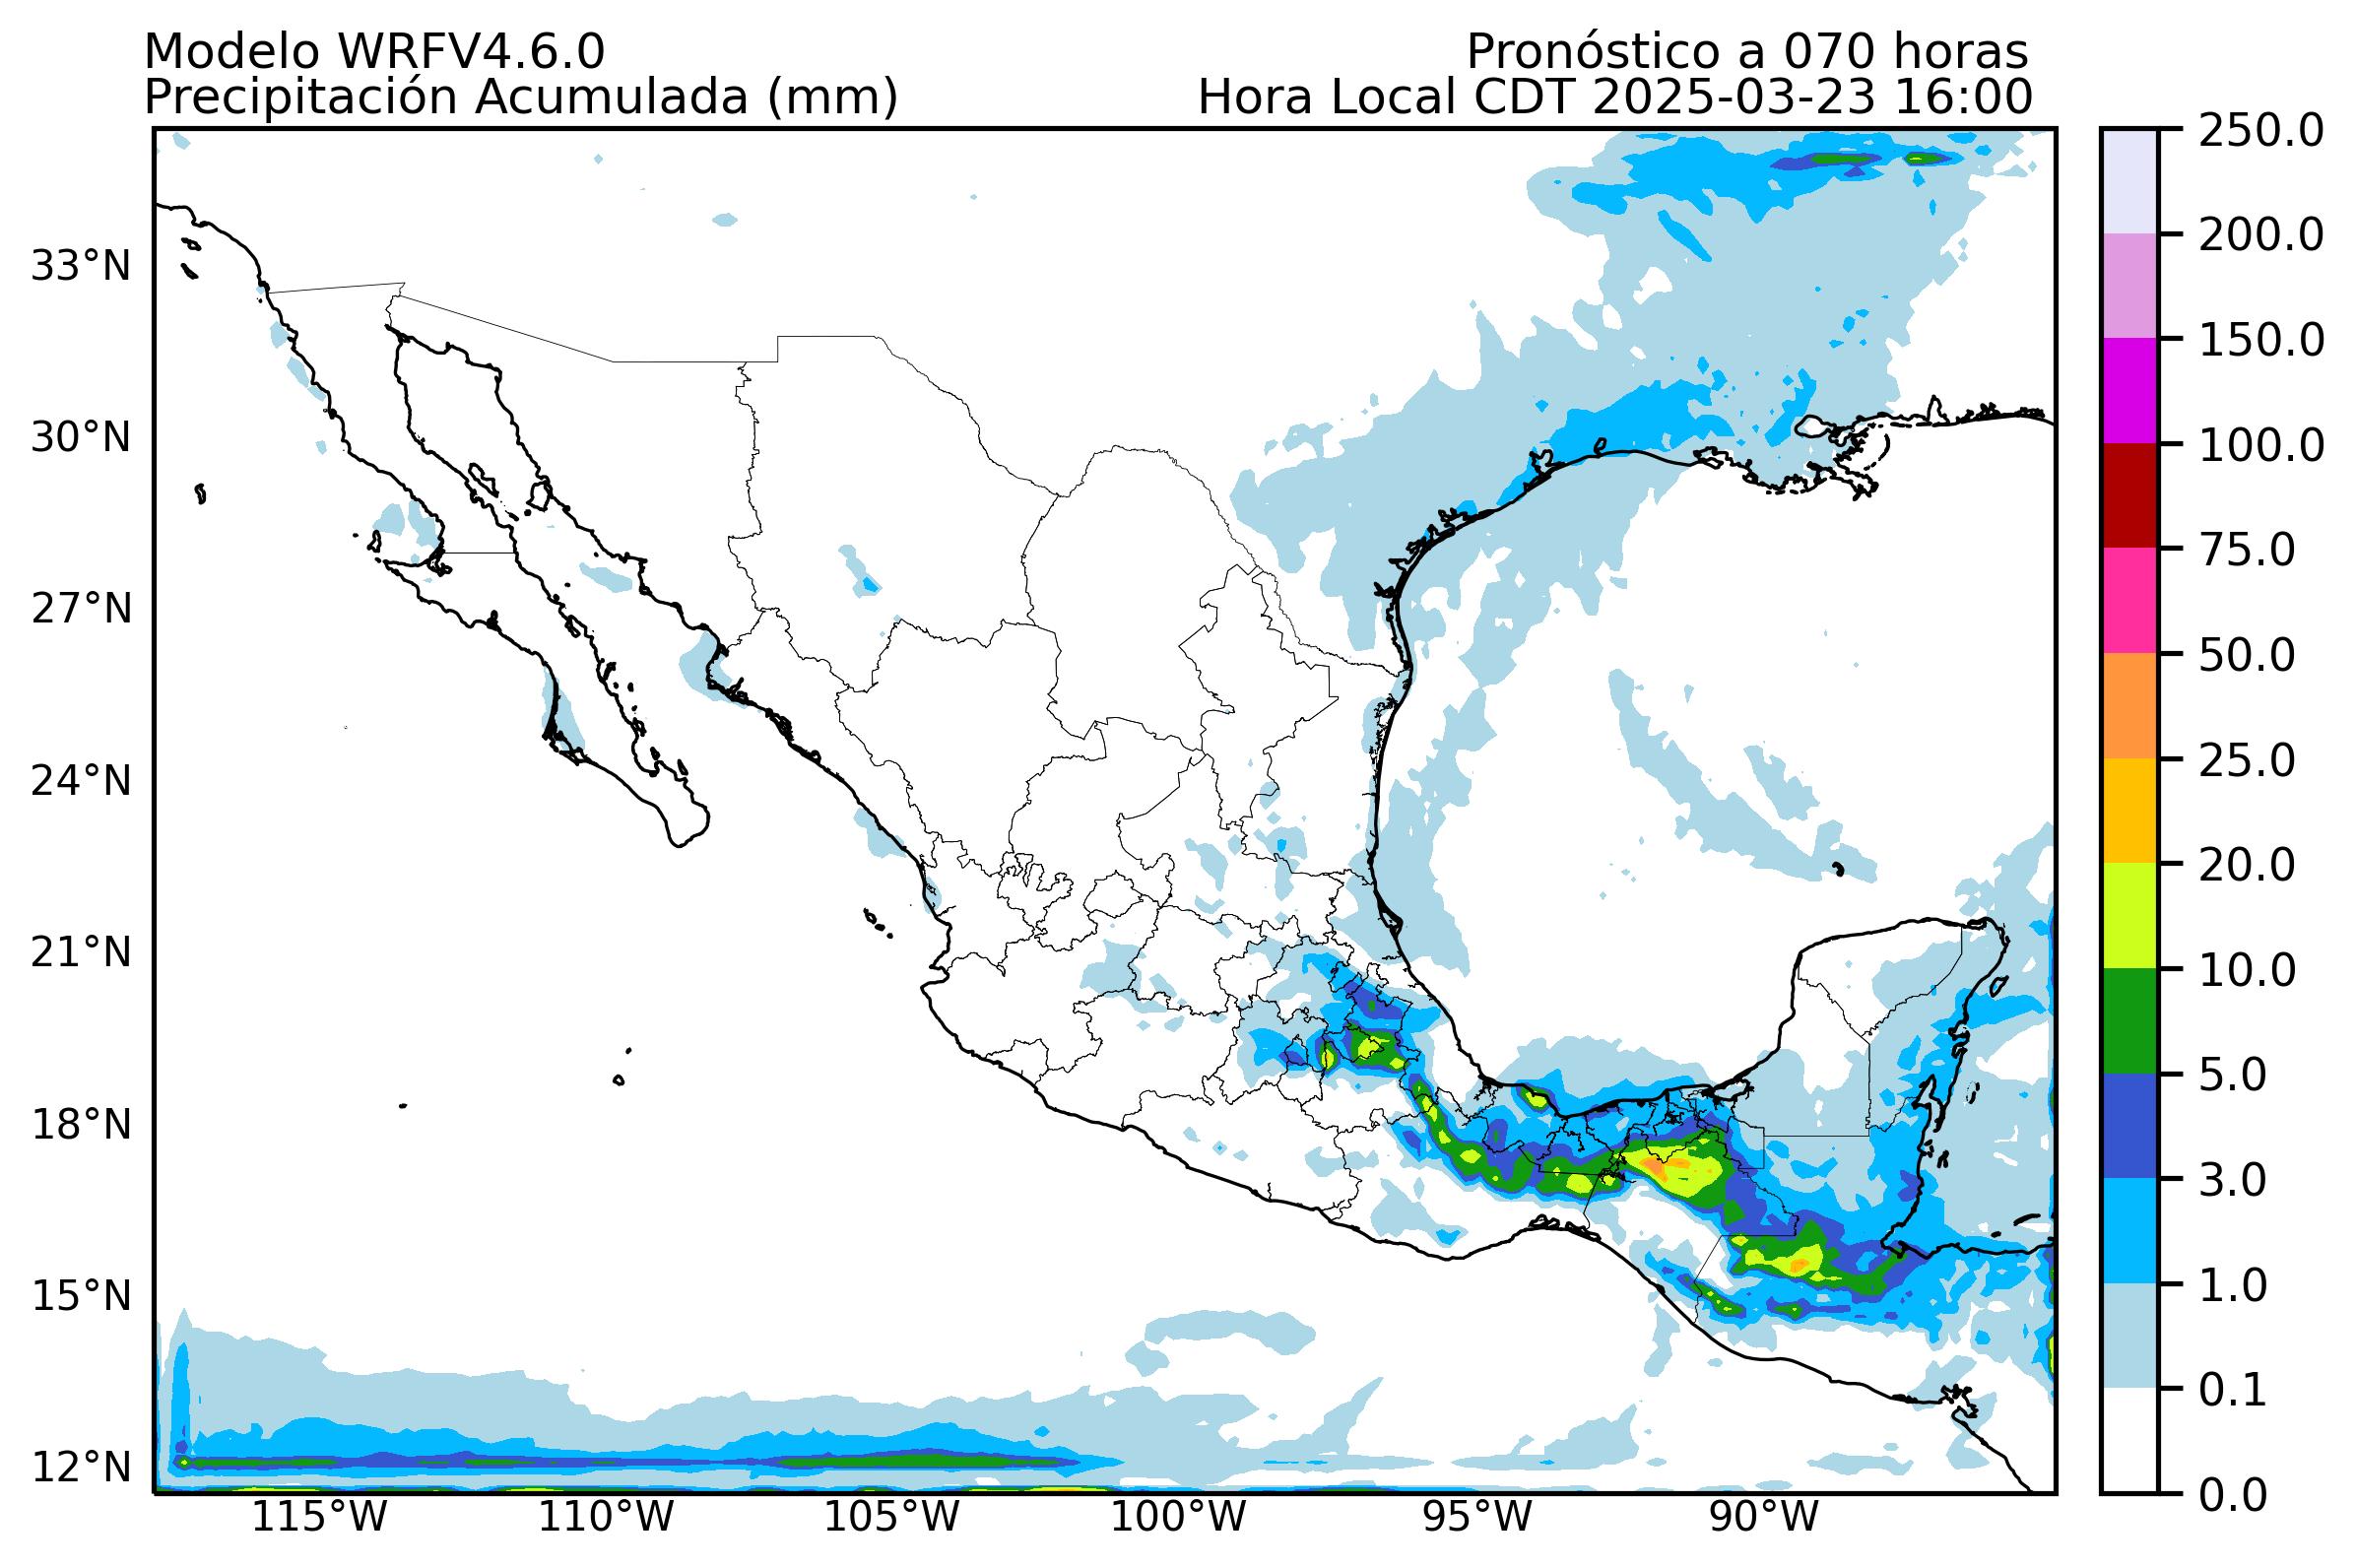 Modelo WRFV4.6.0
Pronóstico a 070 horas
Precipitación Acumulada (mm)
Hora Local CDT 2025-03-23 16:00
33°N
30°N
27°N
24°N
21°N
18°N
15°N
12°N
115°W
110°W
105°W
100°W
95°W
90°W
250.0
200.0
150.0
100.0
75.0
50.0
25.0
20.0
10.0
5.0
3.0
1.0
0.1
0.0